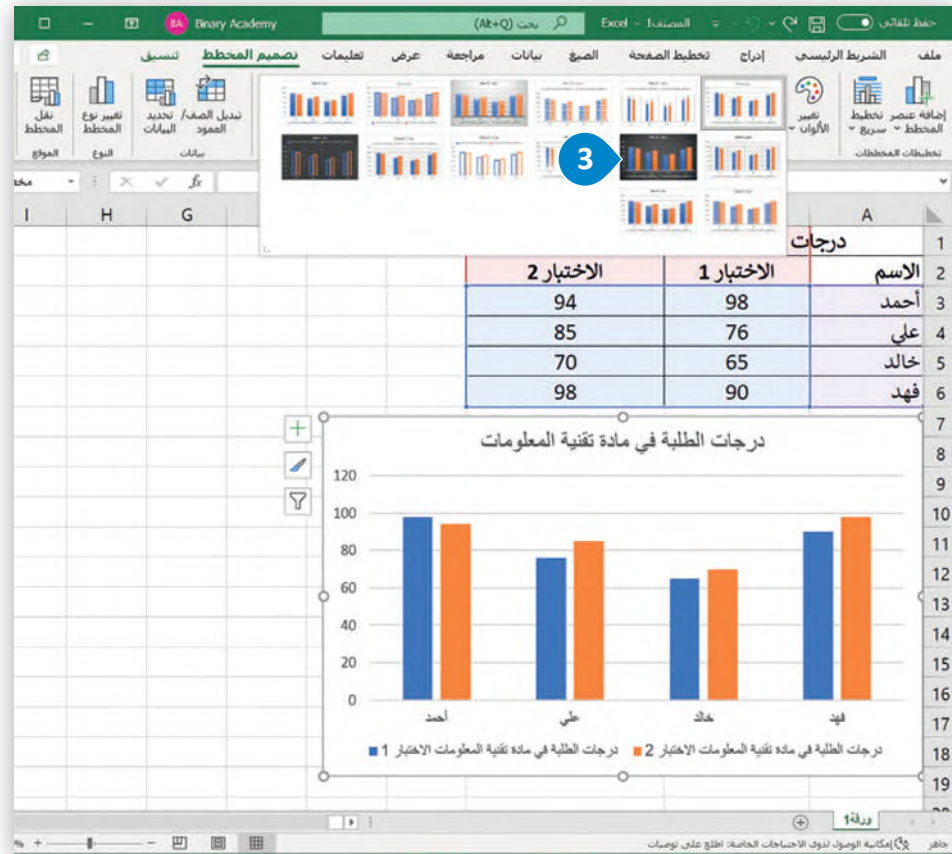 حفظ تلقائي
المصنف1 - Excel
بحث (Alt+Q)
Binary Academy
BA
ملف الشريط الرئيسي إدراج تخطيط الصفحة الصيغ بيانات مراجعة عرض تعليمات تصميم المخطط تنسيق
إضافة عنصر المخطط
تخطيط سريع
تغيير الألوان
تبديل الصف/ العمود
تحديد البيانات
تغيير نوع المخطط
نقل المخطط
تخطيطات المخططات
بيانات
النوع
الموقع
3
fx
A G H I
1 درجات
2 الاسم الاختبار 1 الاختبار 2
3 أحمد 98 94
4 علي 76 85
5 خالد 65 70
6 فهد 90 98
7
8
9
10
11
12
13
14
15
16
17
18
19
درجات الطلبة في مادة تقنية المعلومات
120
100
80
60
40
20
0
أحمد علي خالد فهد
درجات الطلبة في مادة تقنية المعلومات الاختبار 1
درجات الطلبة في مادة تقنية المعلومات الاختبار 2
ورقة1
إمكانية الوصول لذوي الاحتياجات الخاصة: اطلع على توصيات